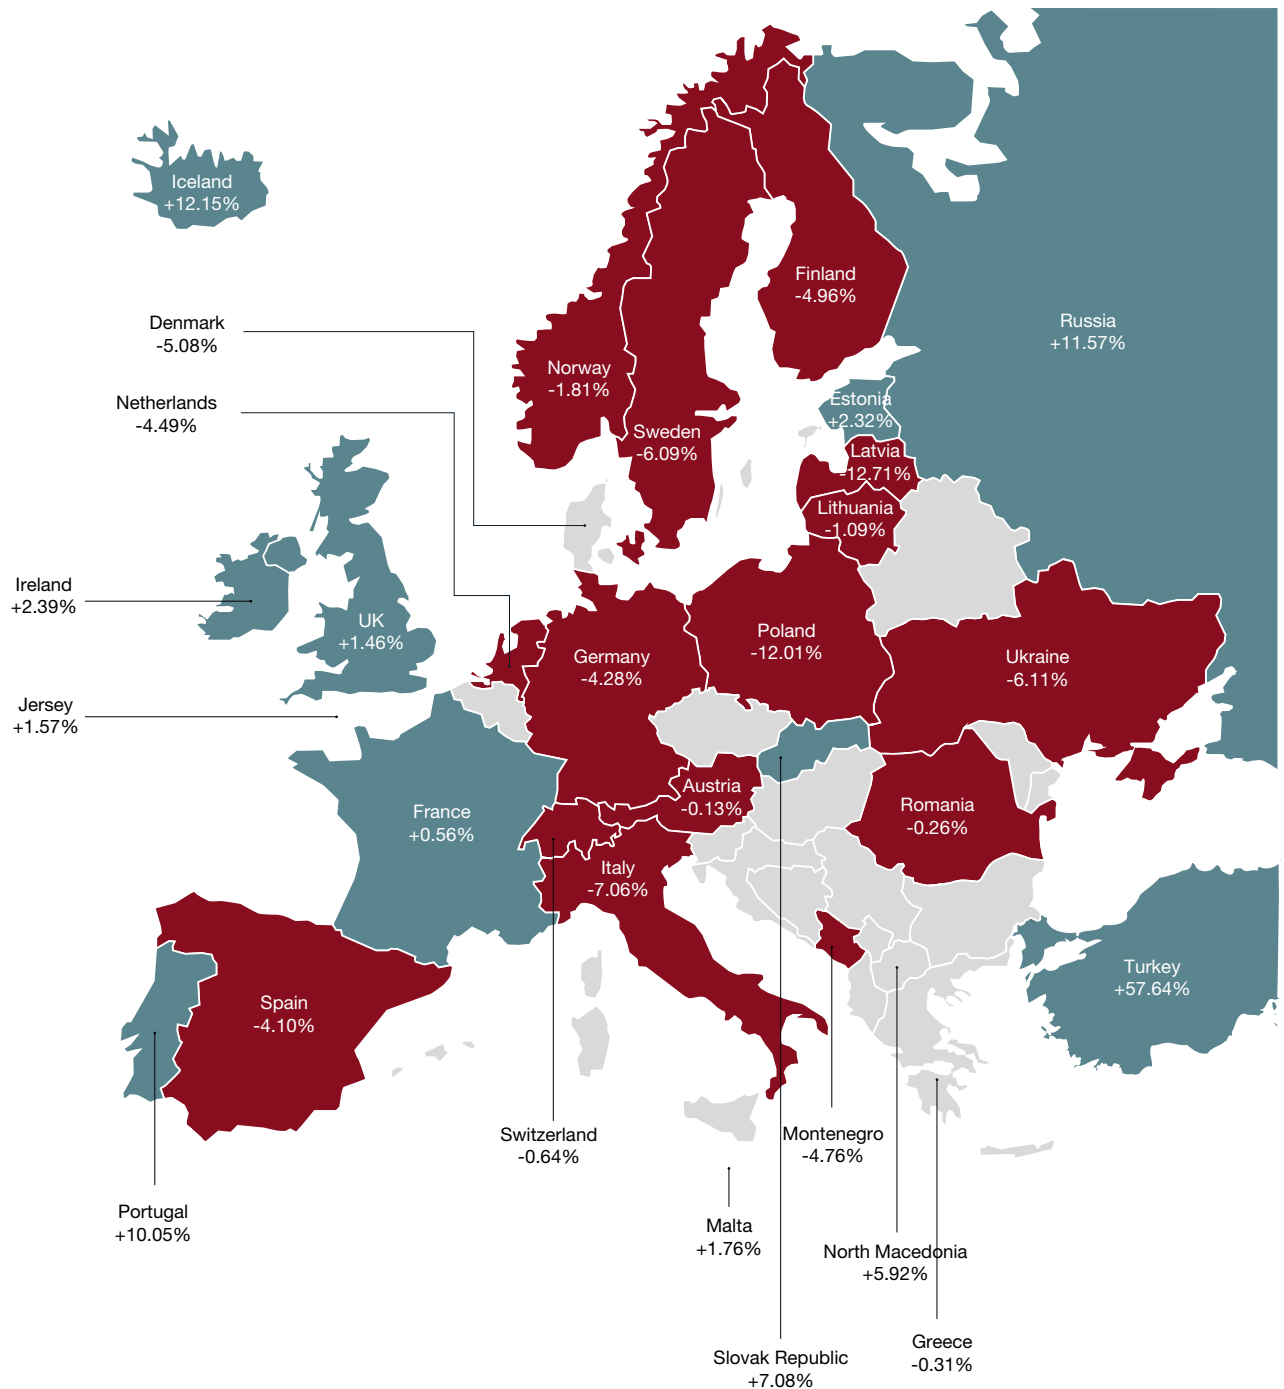 Iceland
+12.15%
Finland
-4.96%
Russia
+11.57%
Denmark
-5.08%
Norway
-1.81%
Netherlands
-4.49%
Estonia
+2.32%
Sweden
-6.09%
Latvia
-12.71%
Lithuania
-1.09%
Ireland
+2.39%
UK
+1.46%
Poland
-12.01%
Germany
-4.28%
Ukraine
-6.11%
Jersey
+1.57%
Austria
-0.13%
France
+0.56%
Romania
-0.26%
Italy
-7.06%
Turkey
+57.64%
Spain
-4.10%
Switzerland
-0.64%
Montenegro
-4.76%
Portugal
+10.05%
Malta
+1.76%
North Macedonia
+5.92%
Greece
-0.31%
Slovak Republic
+7.08%